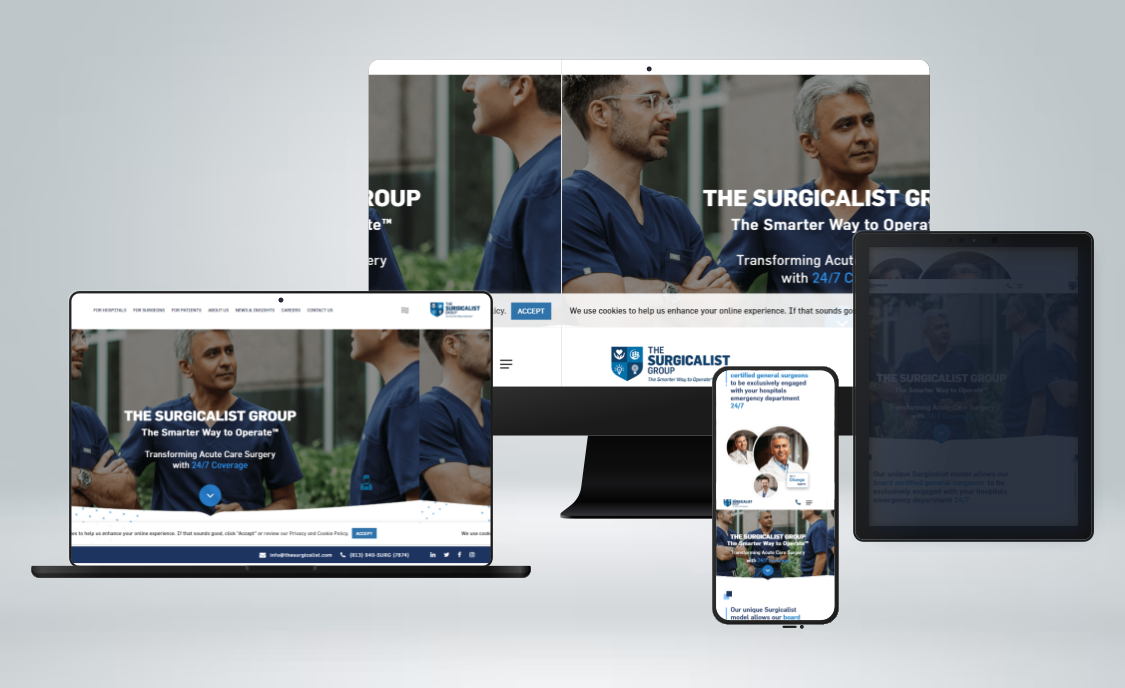 ROUP
te™
ery
icy.
ACCEPT
THE SURGICALIST GR
The Smarter Way to Operat
Transforming Acut
with 24/7 C
We use cookies to help us enhance your online experience. If that sounds goo
THE
SURGICALIST
GROUP
The Smarter Way to Operate
FOR HOSPITALS FOR SURGEONS FOR PATIENTS ABOUT US NEWS & INSIGHTS CAREERS CONTACT US
THE
SURGICALIST
GROUP
THE SURGICALIST GROUP
The Smarter Way to Operate™
Transforming Acute Care Surgery
with 24/7 Coverage
es to help us enhance your online experience. If that sounds good, click "Accept" or review our Privacy and Cookie Policy.
ACCEPT
We use cook
info@thesurgicalist.com (813) 940-SURG (7874)
certified general surgeons
to be exclusively engaged
with your hospitals
emergency department
24/7
Change
SURGICALIST
THE SURGICALIST GROUP
The Smarter Way to Operate™
Transforming Acute Care Surgery
with 24/7 Coverage
Our unique Surgicalist
model allows our board
THE SURGICALIST GROUP
The Smarter Way to Operate™
Transforming Acute Care Surgery
Our unique Surgicalist model allows our
board certified general surgeons to be
exclusively engaged with your hospitals
emergency department 24/7